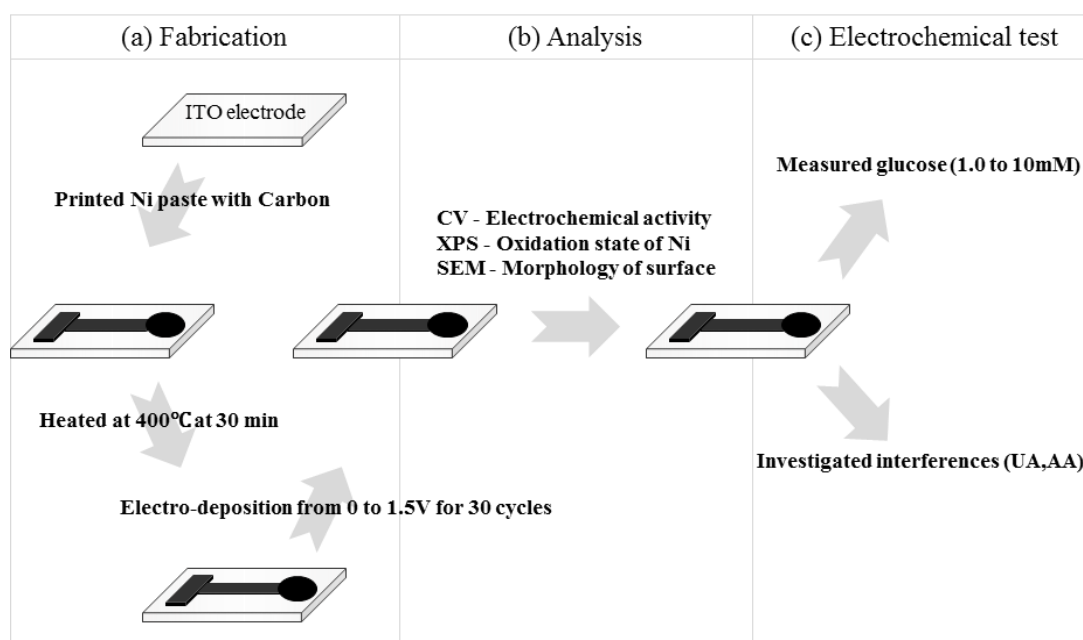 (a) Fabrication
(b) Analysis
(c) Electrochemical test
ITO electrode
Printed Ni paste with Carbon
Heated at 400℃ at 30 min
Electro-deposition from 0 to 1.5V for 30 cycles
CV - Electrochemical activity
XPS - Oxidation state of Ni
SEM - Morphology of surface
Measured glucose (1.0 to 10mM)
Investigated interferences (UA,AA)